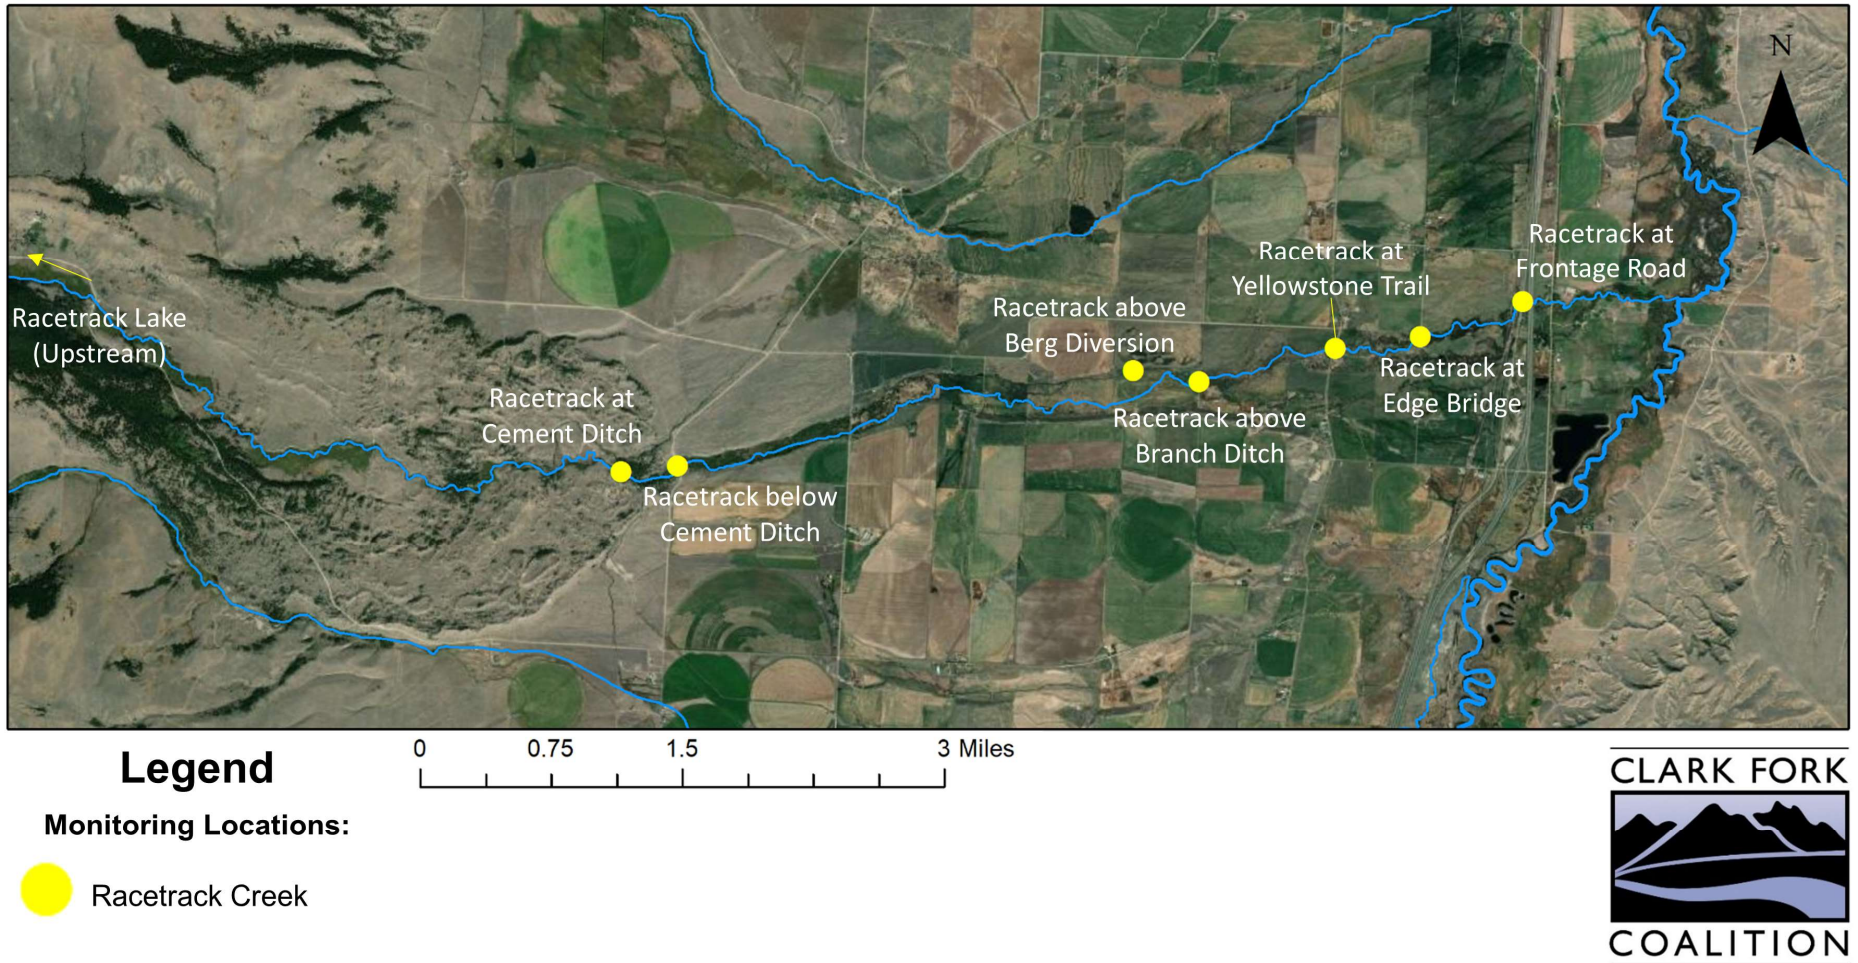 N
Racetrack at
Frontage Road
Racetrack at
Yellowstone Trail
Racetrack above
Berg Diversion
Racetrack Lake
(Upstream)
Racetrack at
Edge Bridge
Racetrack at
Cement Ditch
Racetrack above
Branch Ditch
Racetrack below
Cement Ditch
Legend
0 0.75 1.5 3 Miles
Monitoring Locations:
Racetrack Creek
CLARK FORK
COALITION